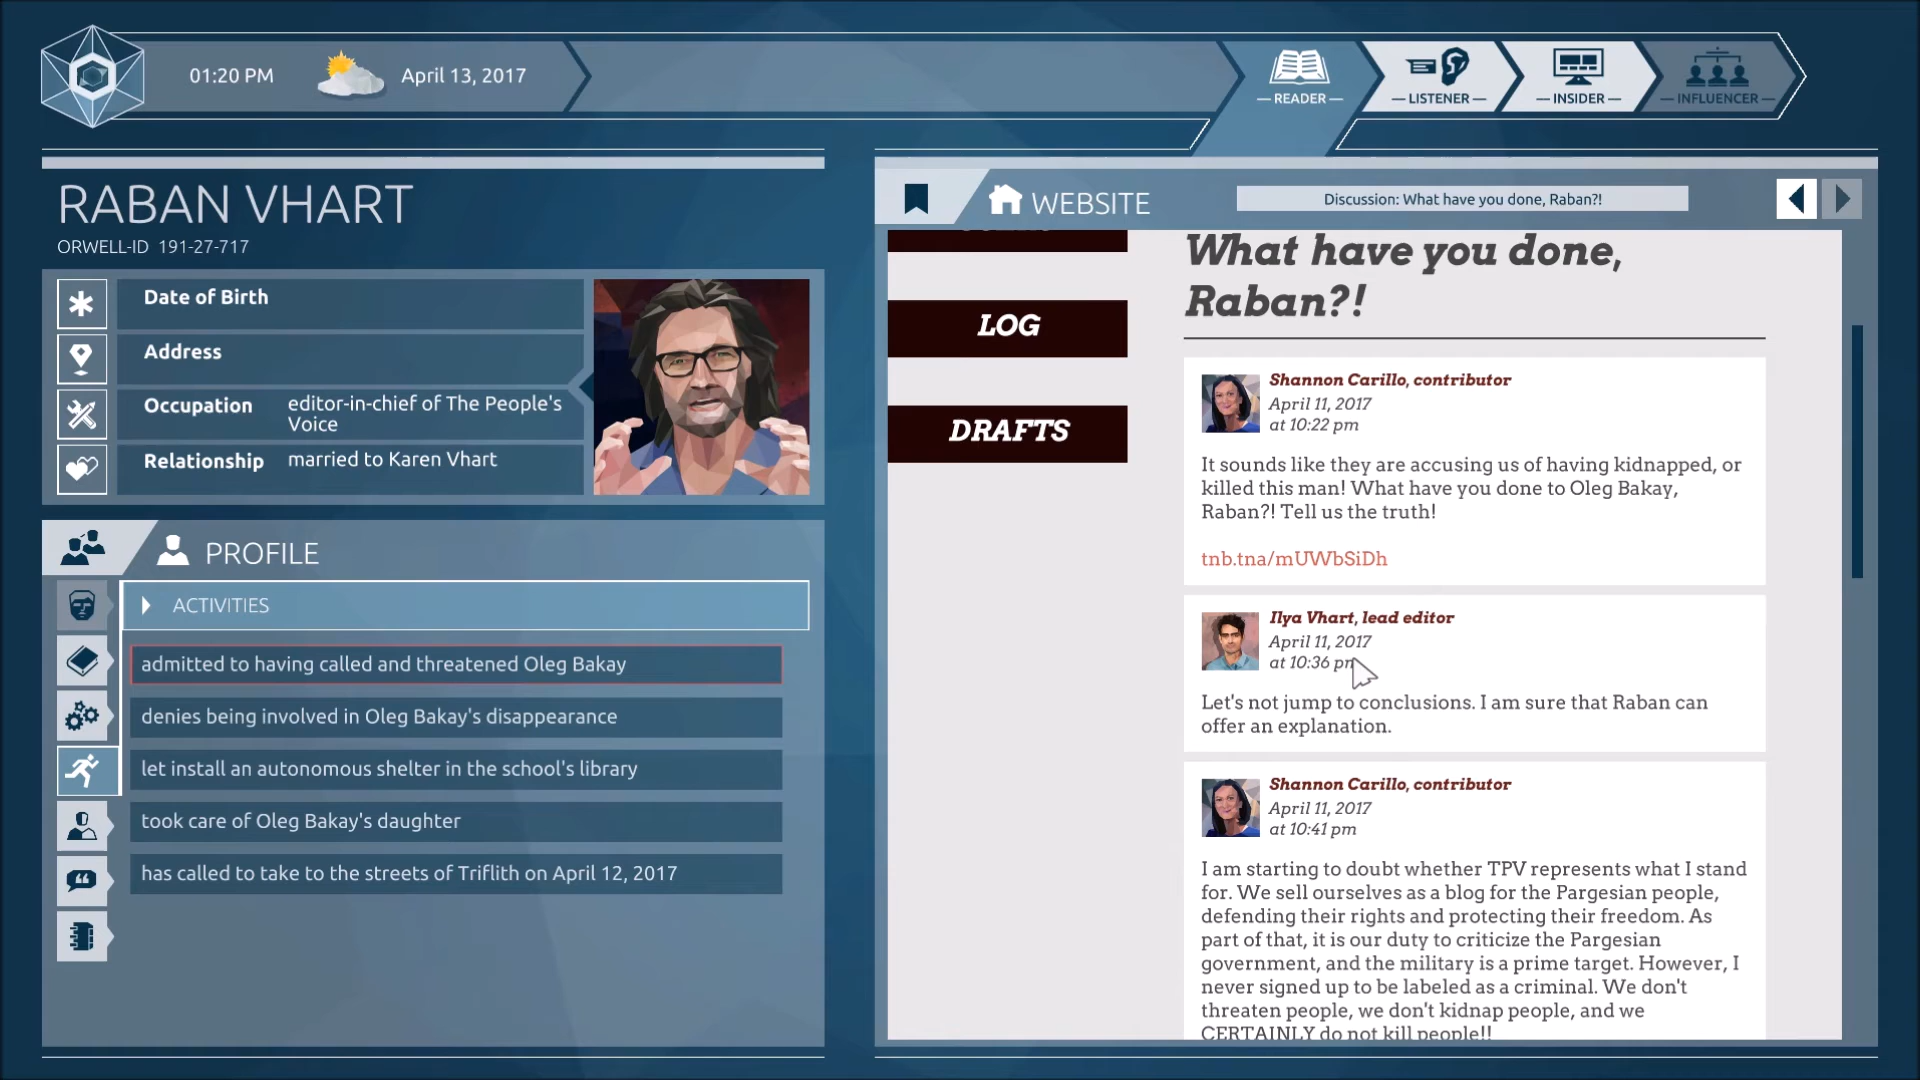 01:20 PM
April 13, 2017
— READER —
— LISTENER —
— INSIDER —
— INFLUENCER —
RABAN VHART
ORWELL-ID 191-27-717
Date of Birth
Address
Occupation editor-in-chief of The People's
Voice
Relationship married to Karen Vhart
PROFILE
ACTIVITIES
admitted to having called and threatened Oleg Bakay
denies being involved in Oleg Bakay's disappearance
let install an autonomous shelter in the school's library
took care of Oleg Bakay's daughter
has called to take to the streets of Triflith on April 12, 2017
WEBSITE
Discussion: What have you done, Raban?!
LOG
DRAFTS
What have you done,
Raban?!
Shannon Carillo, contributor
April 11, 2017
at 10:22 pm
It sounds like they are accusing us of having kidnapped, or
killed this man! What have you done to Oleg Bakay,
Raban?! Tell us the truth!
tnb.tna/mUWbSiDh
Ilya Vhart, lead editor
April 11, 2017
at 10:36 pm
Let's not jump to conclusions. I am sure that Raban can
offer an explanation.
Shannon Carillo, contributor
April 11, 2017
at 10:41 pm
I am starting to doubt whether TPV represents what I stand
for. We sell ourselves as a blog for the Pargesian people,
defending their rights and protecting their freedom. As
part of that, it is our duty to criticize the Pargesian
government, and the military is a prime target. However, I
never signed up to be labeled as a criminal. We don't
threaten people, we don't kidnap people, and we
CERTAINLY do not kill people!!